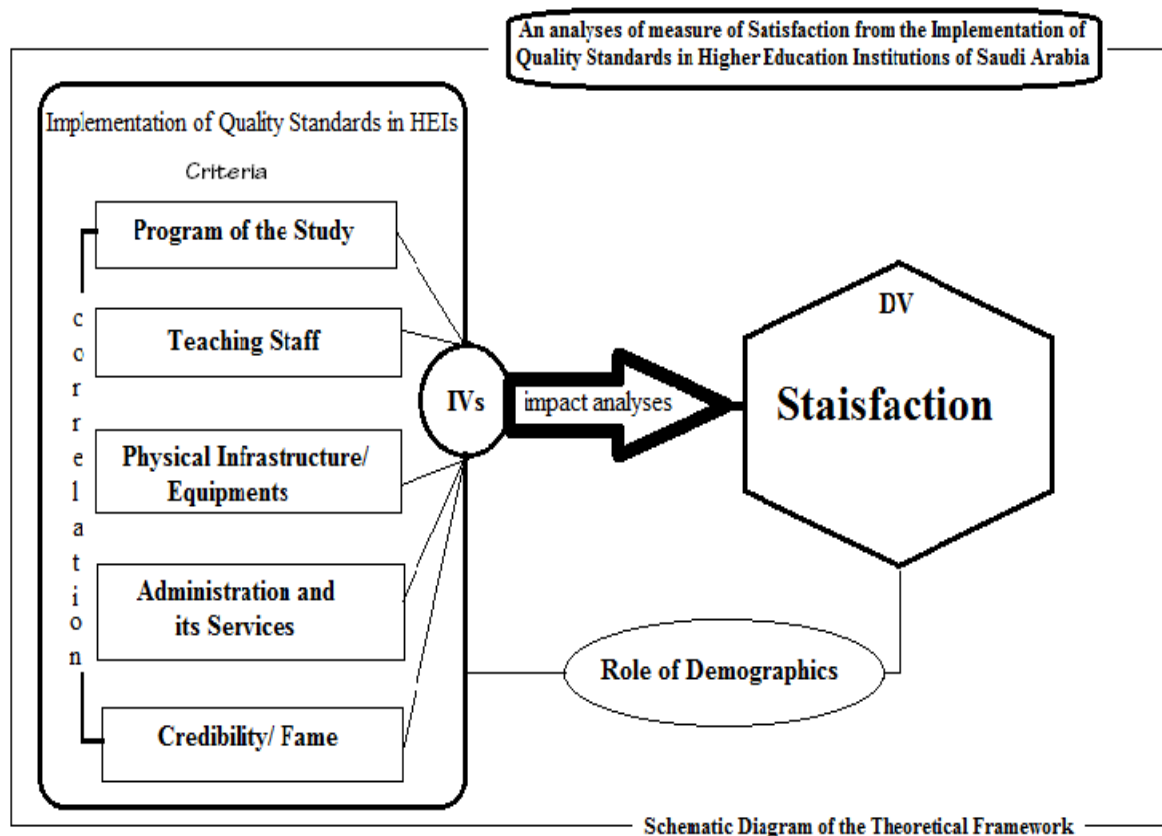 An analyses of measure of Satisfaction from the Implementation of
Quality Standards in Higher Education Institutions of Saudi Arabia
Implementation of Quality Standards in HEIs
Criteria
Program of the Study
Teaching Staff
Physical Infrastructure/
Equipments
Administration and
its Services
Credibility/ Fame
correlation
IVs
impact analyses
DV
Staisfaction
Role of Demographics
Schematic Diagram of the Theoretical Framework